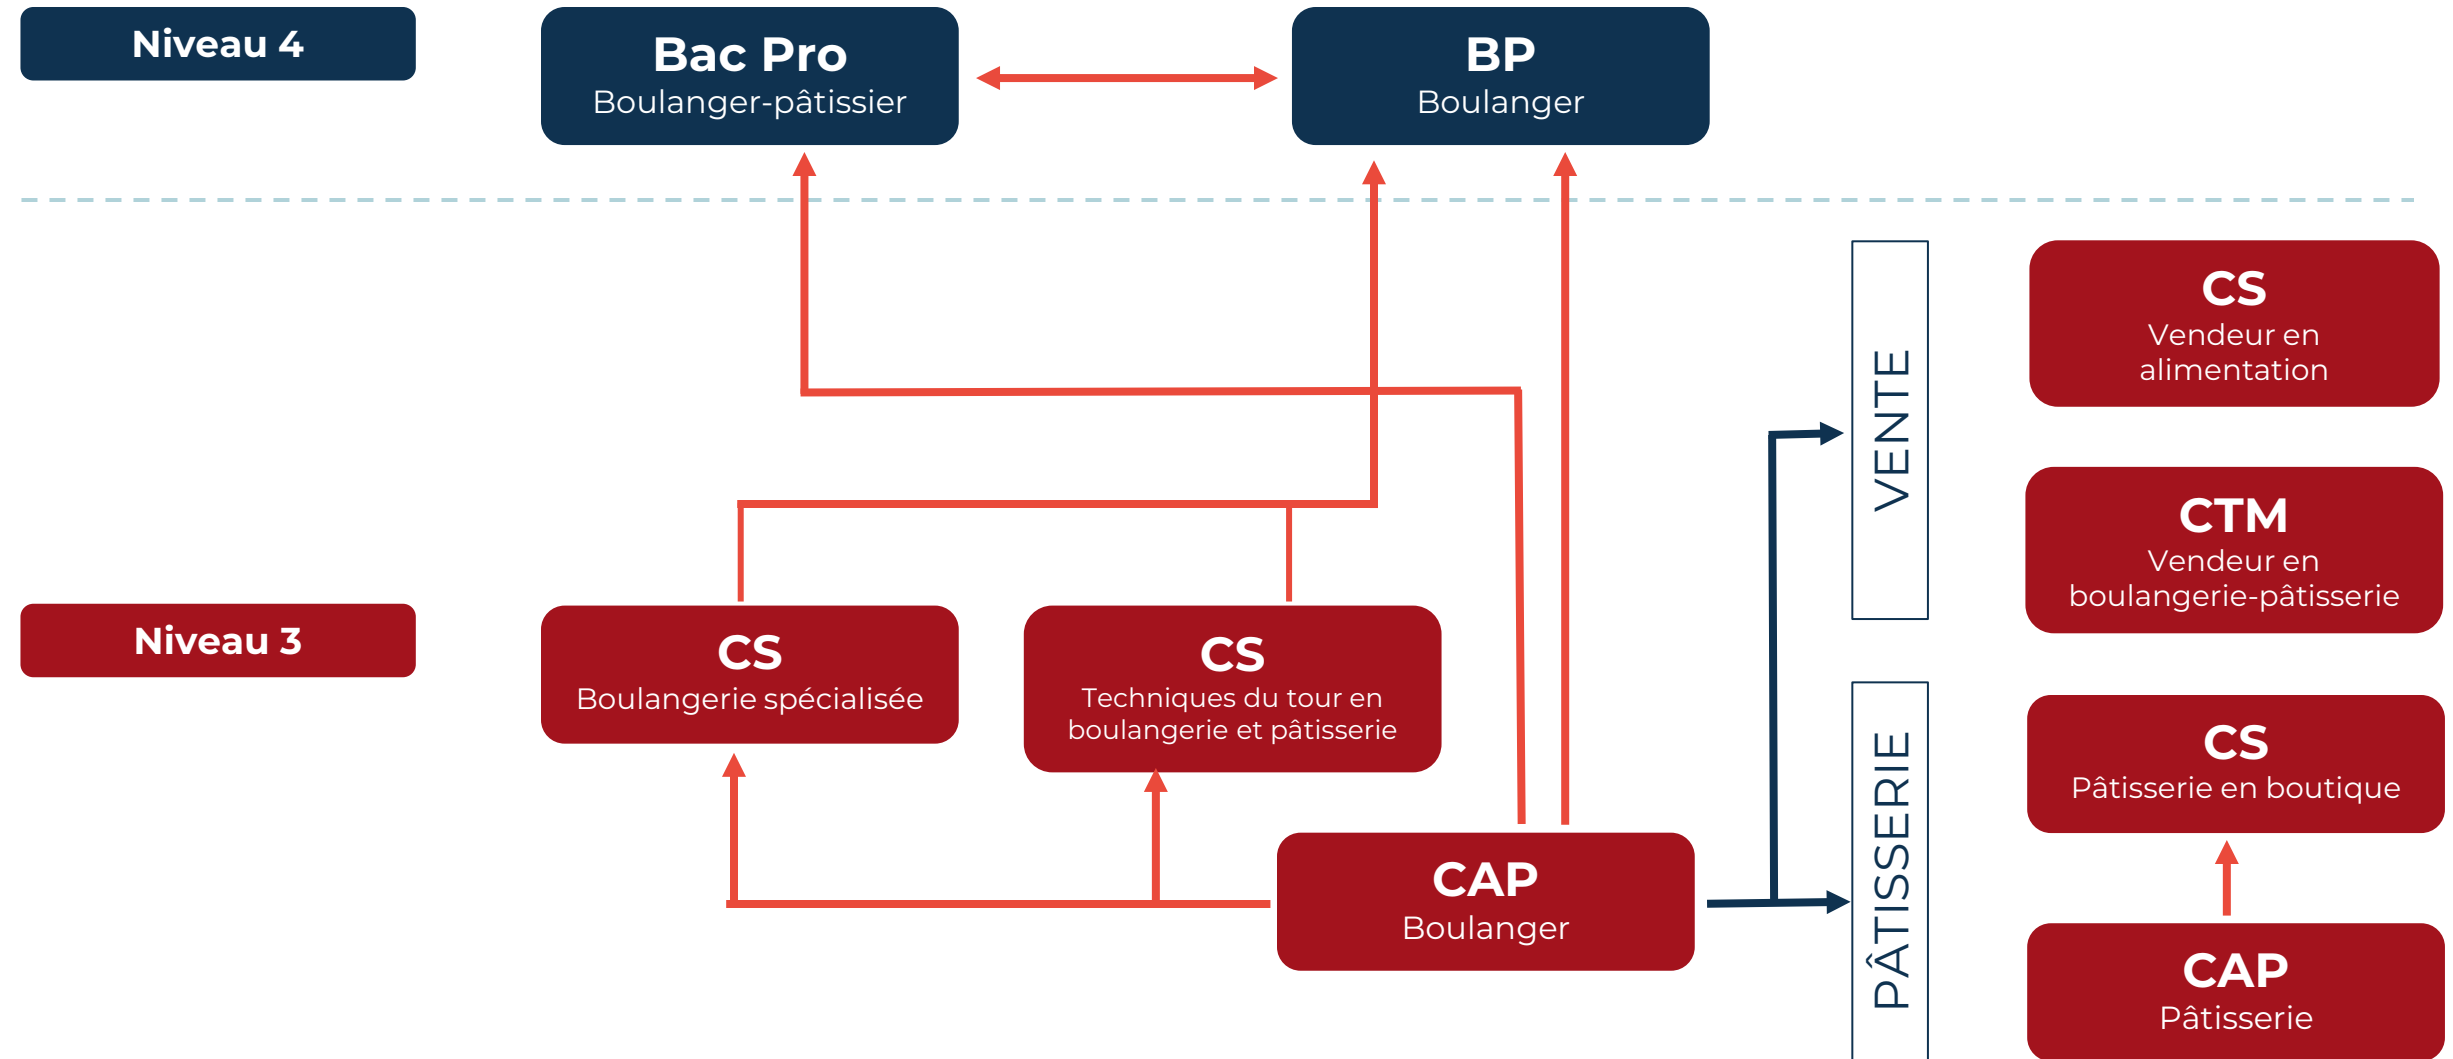 Niveau 4
Bac Pro
Boulanger-pâtissier
BP
Boulanger
VENTE
CS
Vendeur en
alimentation
CTM
Vendeur en
boulangerie-pâtisserie
Niveau 3
CS
Boulangerie spécialisée
CS
Techniques du tour en
boulangerie et pâtisserie
CAP
Boulanger
PÂTISSERIE
CS
Pâtisserie en boutique
CAP
Pâtisserie